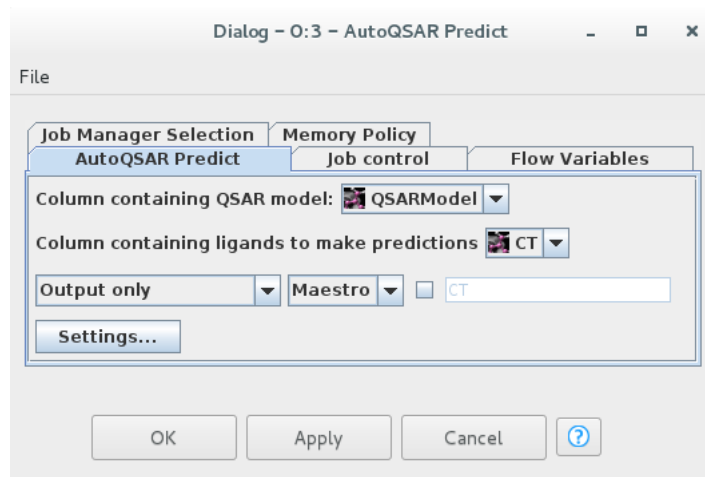 Dialog – 0:3 – AutoQSAR Predict
File
Job Manager Selection Memory Policy
AutoQSAR Predict Job control Flow Variables
Column containing QSAR model: QSARModel
Column containing ligands to make predictions CT
Output only Maestro CT
Settings...
OK Apply Cancel ?